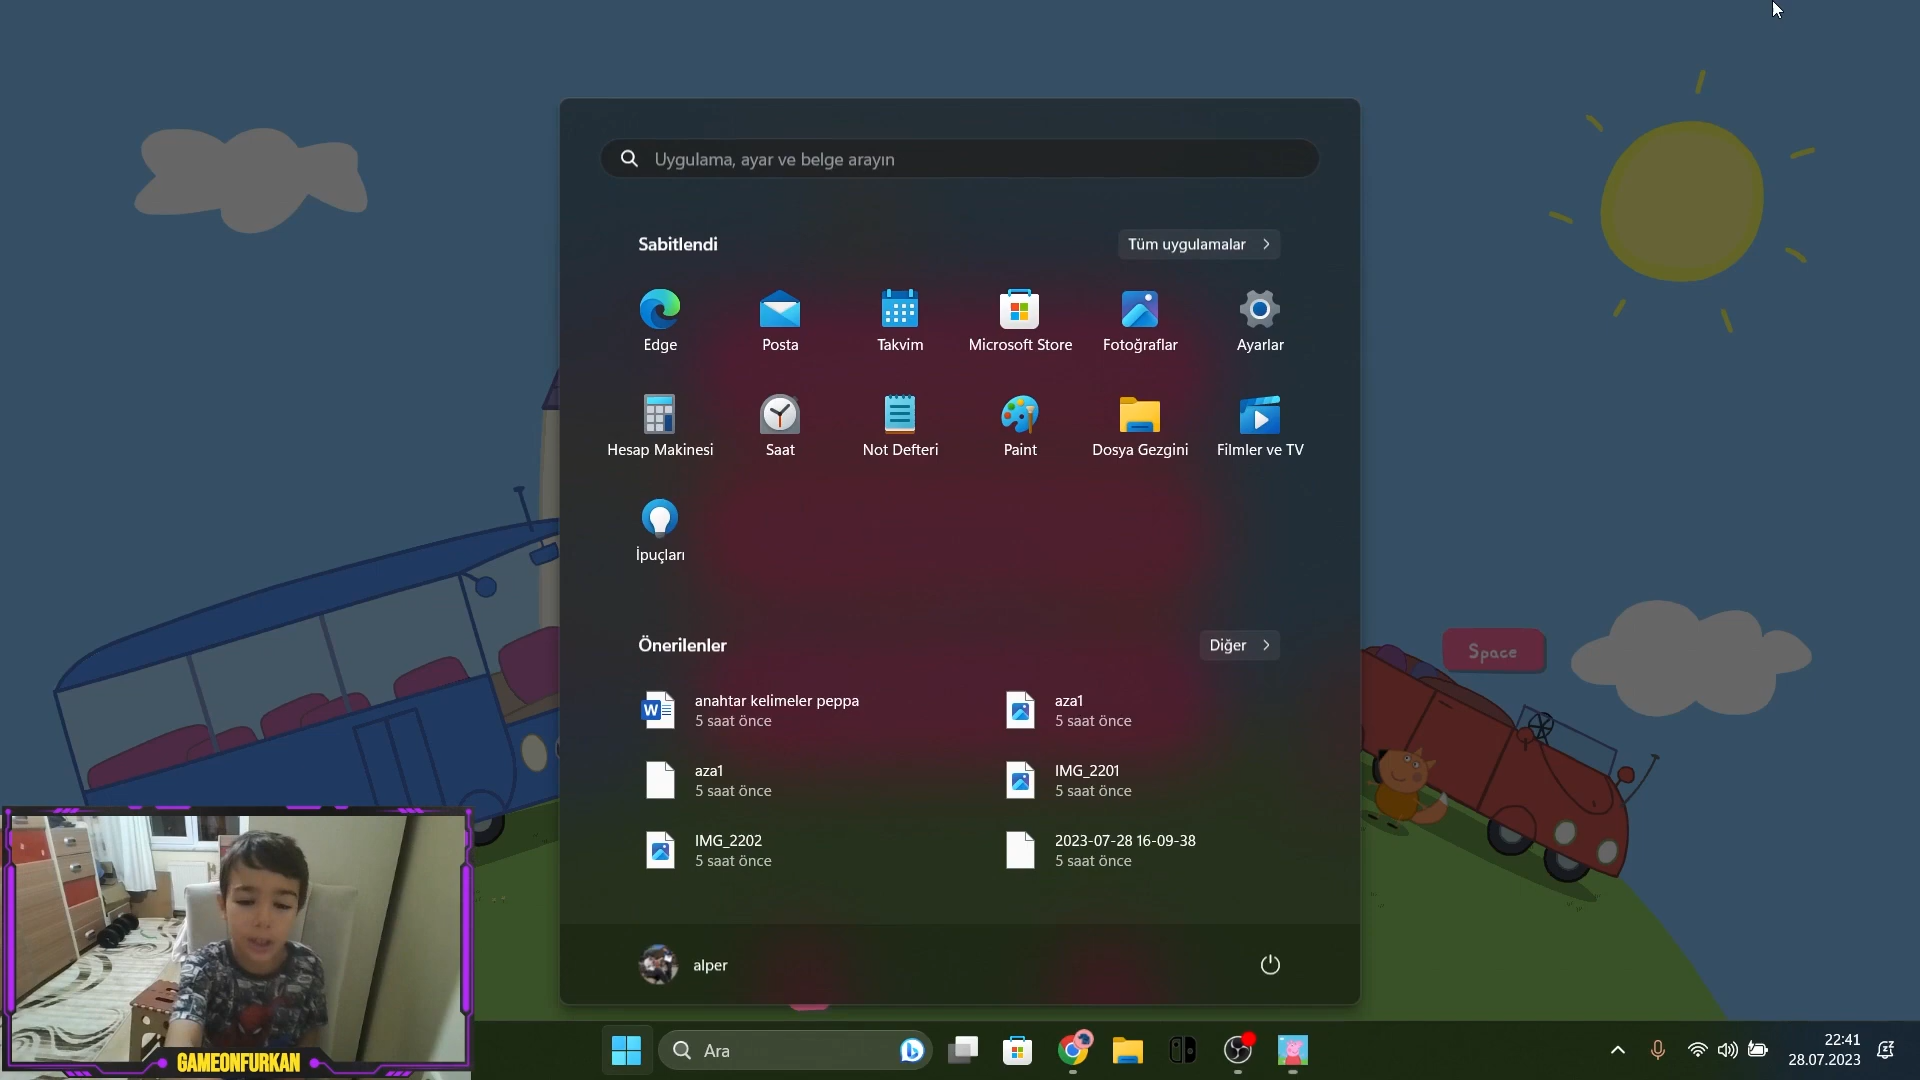 Uygulama, ayar ve belge arayın
Sabitlendi
Tüm uygulamalar
Edge
Posta
Takvim
Microsoft Store
Fotoğraflar
Ayarlar
Hesap Makinesi
Saat
Not Defteri
Paint
Dosya Gezgini
Filmler ve TV
İpuçları
Önerilenler
Diğer
anahtar kelimeler peppa
5 saat önce
aza1
5 saat önce
aza1
5 saat önce
IMG_2201
5 saat önce
IMG_2202
5 saat önce
2023-07-28 16-09-38
5 saat önce
alper
Space
GAMEONFURKAN
Ara
22:41
28.07.2023